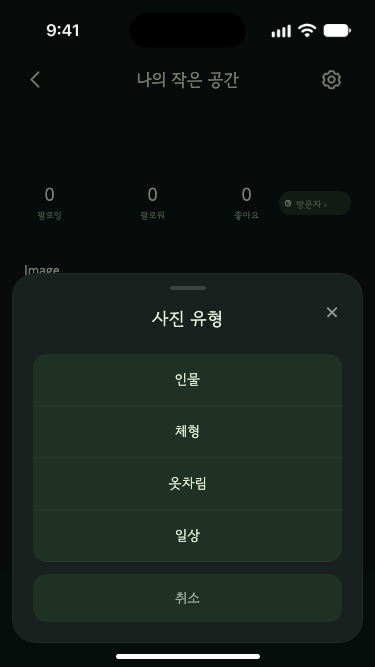 9:41
나의 작은 공간
0
0
0
팔로잉
팔로워
좋아요
방문자 ›
Image
사진 유형
인물
체형
옷차림
일상
취소